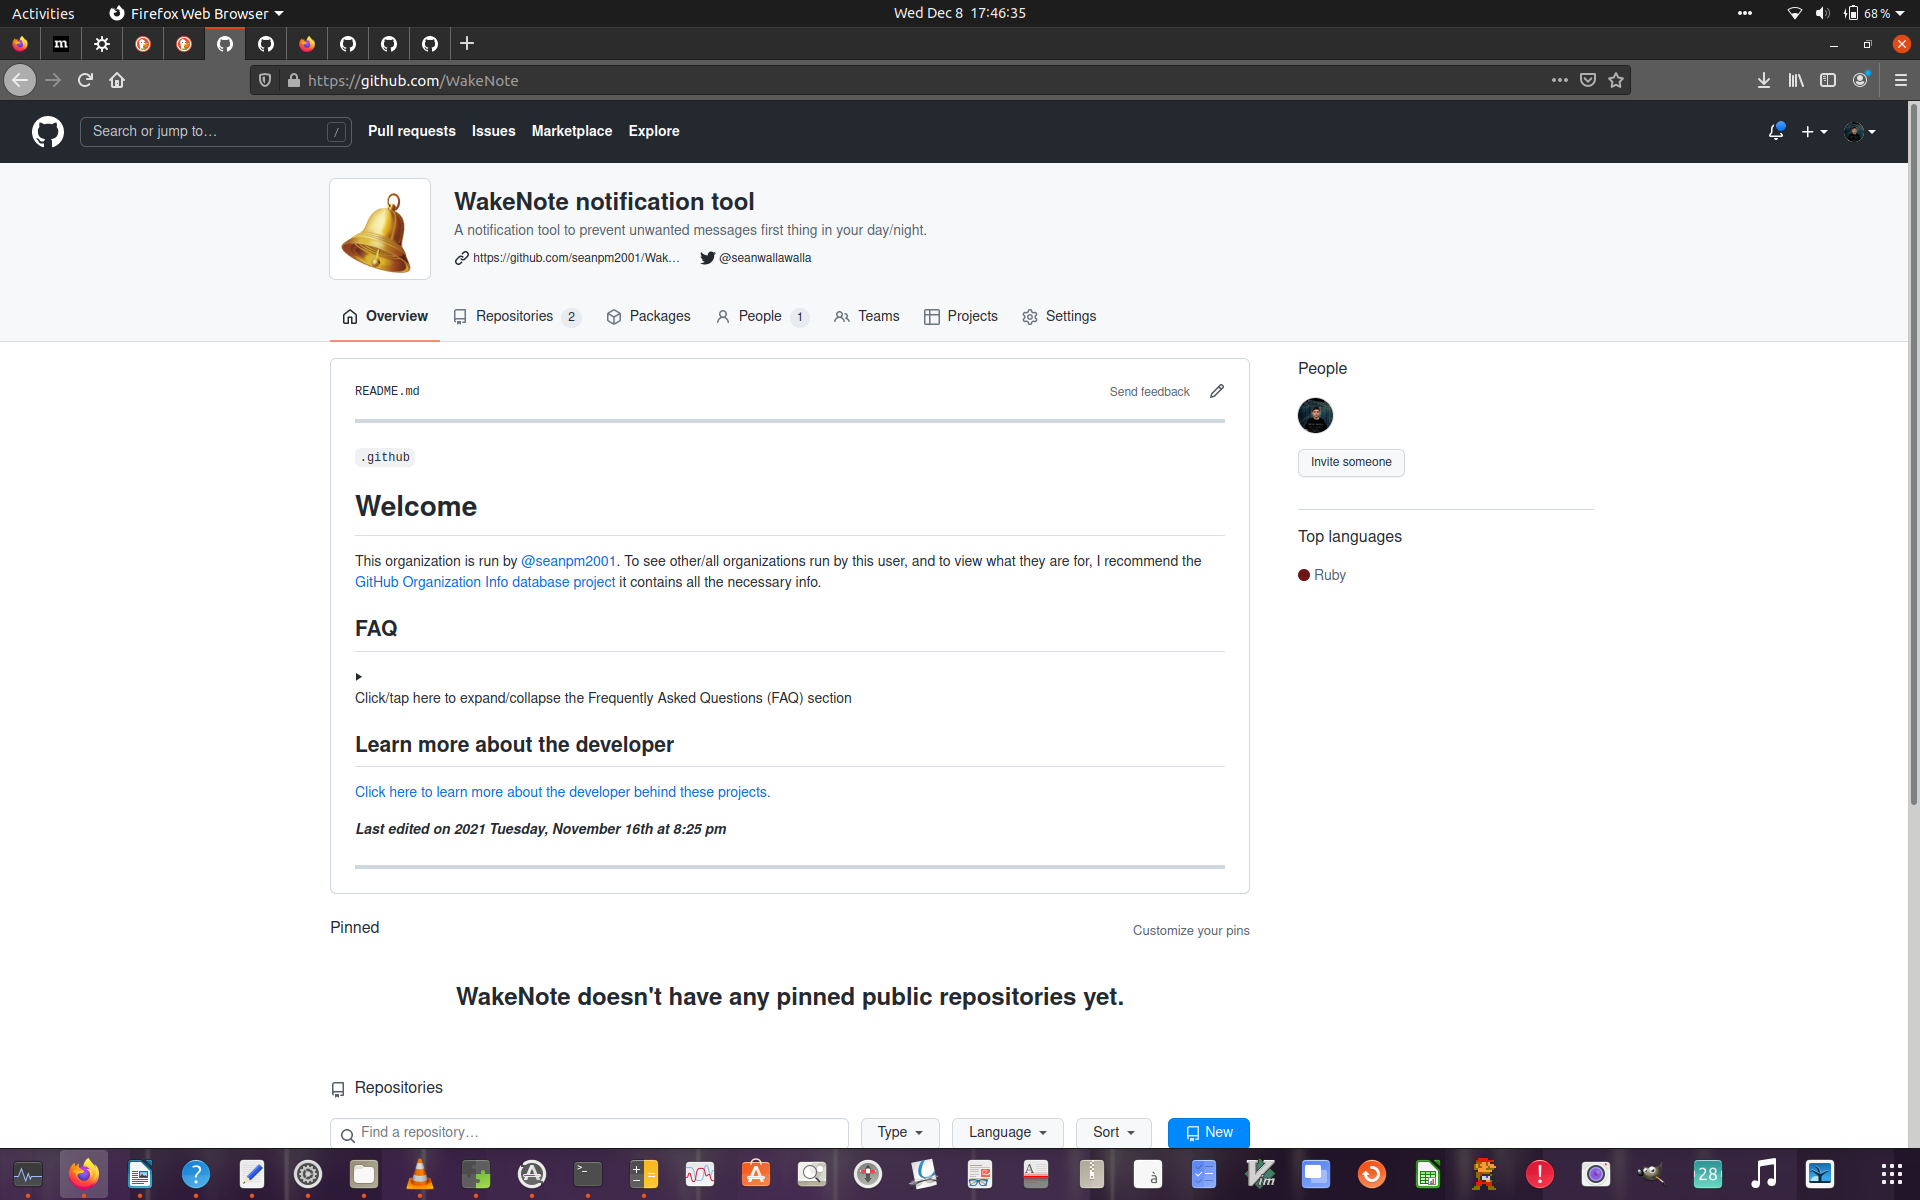 Activities
Firefox Web Browser
Wed Dec 8 17:46:35
68 %
https://github.com/WakeNote
Search or jump to…
/
Pull requests
Issues
Marketplace
Explore
WakeNote notification tool
A notification tool to prevent unwanted messages first thing in your day/night.
https://github.com/seanpm2001/Wak…
@seanwallawalla
Overview
Repositories 2
Packages
People 1
Teams
Projects
Settings
README.md
Send feedback
.github
Welcome
This organization is run by @seanpm2001. To see other/all organizations run by this user, and to view what they are for, I recommend the
GitHub Organization Info database project it contains all the necessary info.
FAQ
Click/tap here to expand/collapse the Frequently Asked Questions (FAQ) section
Learn more about the developer
Click here to learn more about the developer behind these projects.
Last edited on 2021 Tuesday, November 16th at 8:25 pm
People
Invite someone
Top languages
Ruby
Pinned
Customize your pins
WakeNote doesn't have any pinned public repositories yet.
Repositories
Find a repository…
Type
Language
Sort
New
28